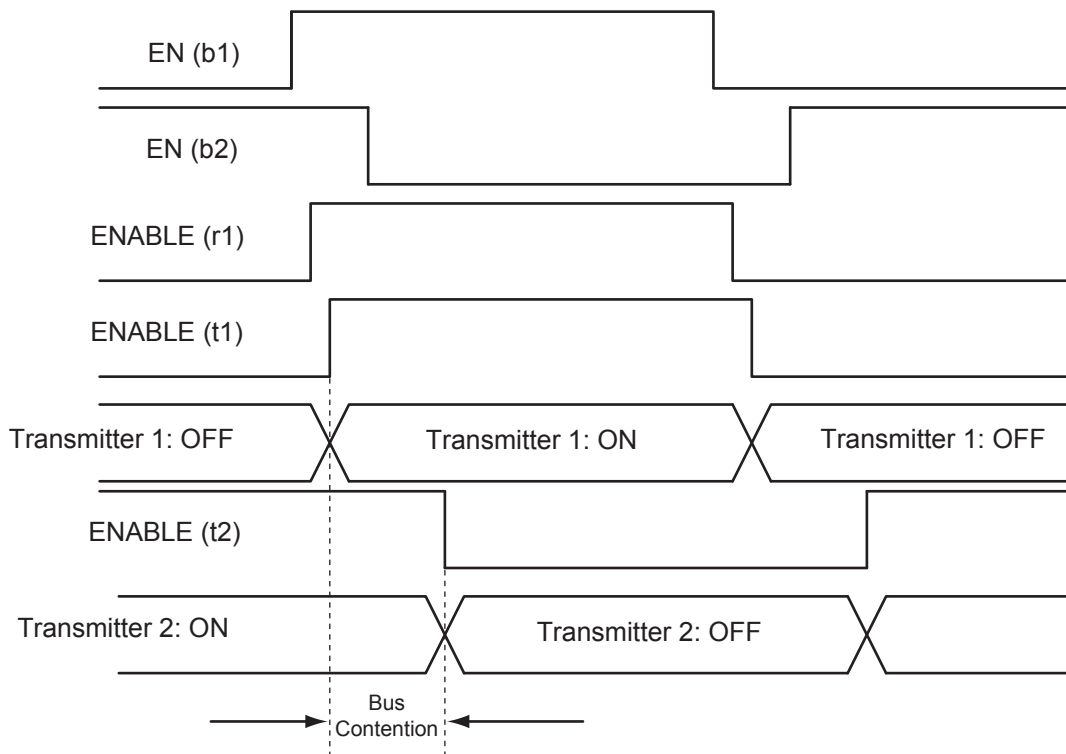 EN (b1)
EN (b2)
ENABLE (r1)
ENABLE (t1)
Transmitter 1: OFF
Transmitter 1: ON
Transmitter 1: OFF
ENABLE (t2)
Transmitter 2: ON
Transmitter 2: OFF
Bus
Contention